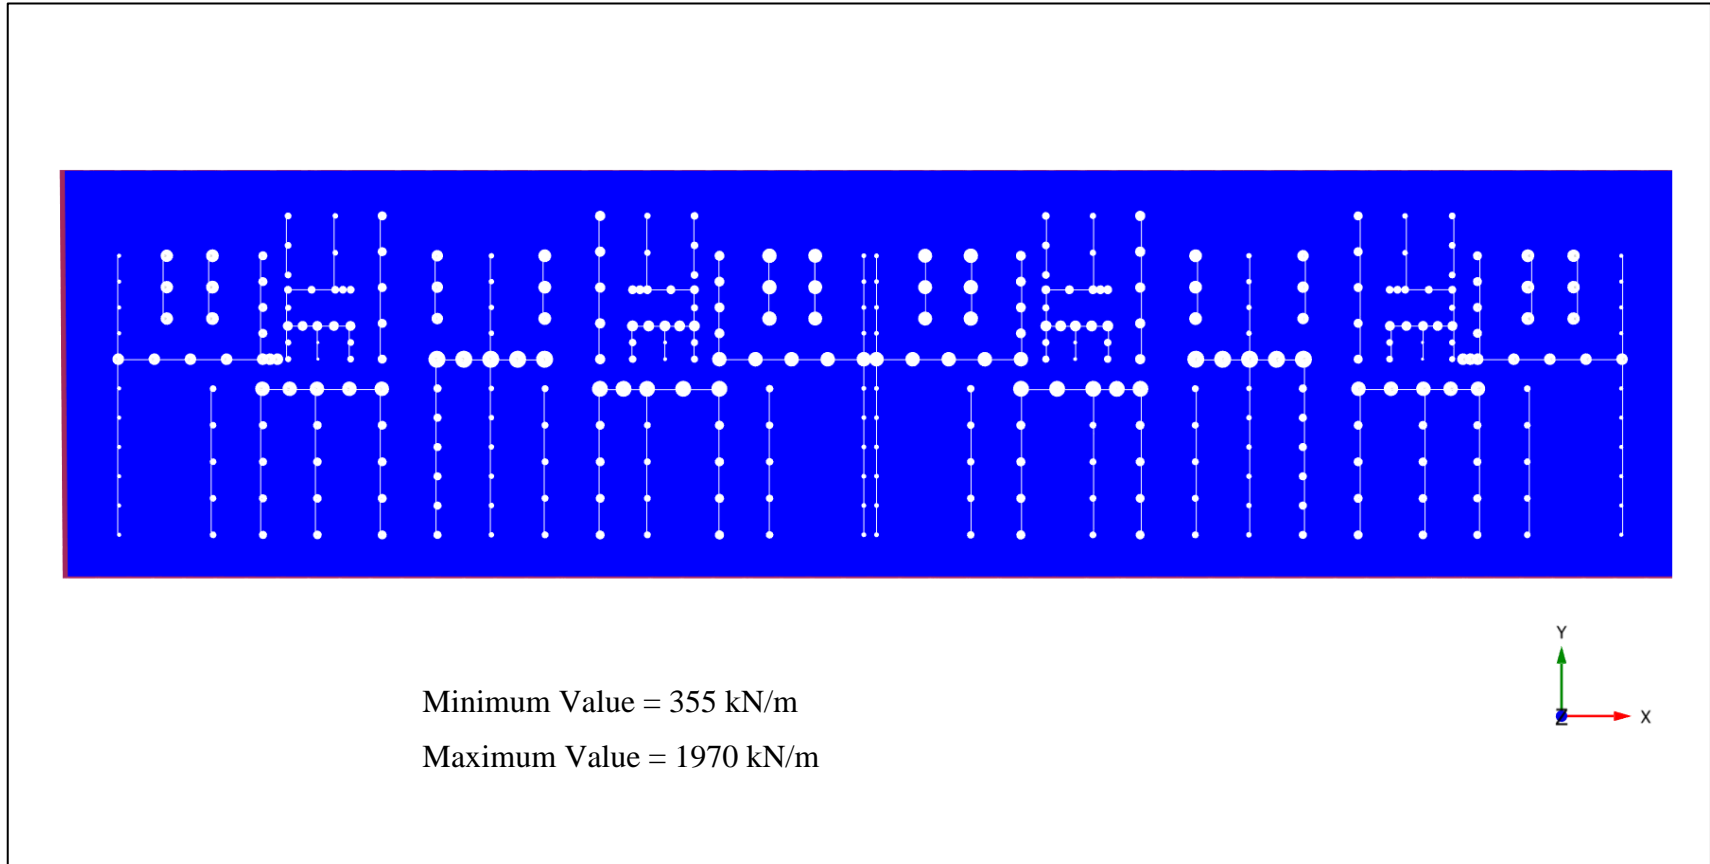 Y
Z X
Minimum Value = 355 kN/m
Maximum Value = 1970 kN/m